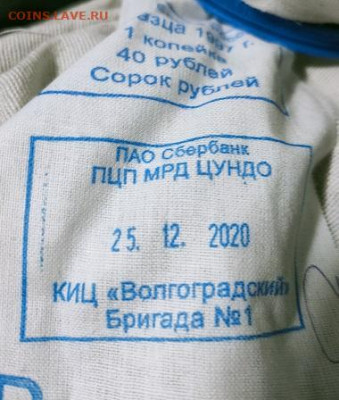 COINS.CAVE.RU
1997 г.
1 копейка
40 рублей
Сорок рублей
ПАО Сбербанк
ПЦП МРД ЦУНДО
25. 12. 2020
КИЦ «Волгоградский»
Бригада №1